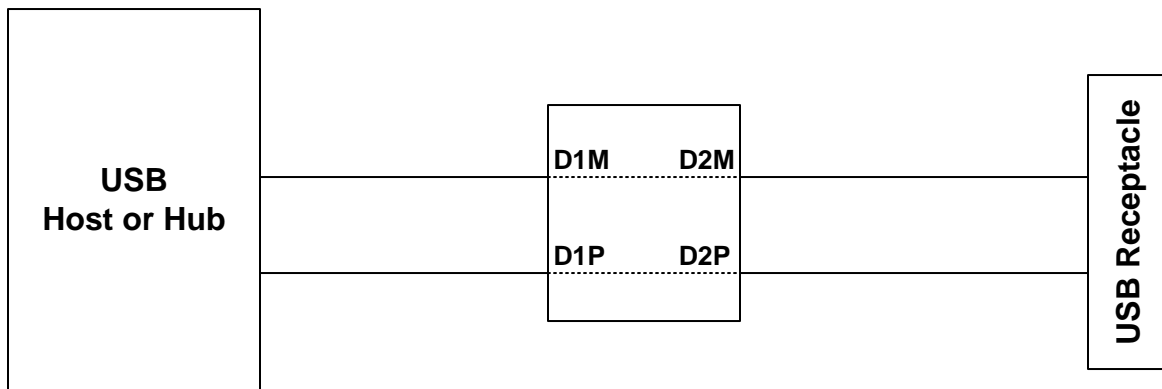 USB
Host or Hub
D1M D2M
D1P D2P
USB Receptacle